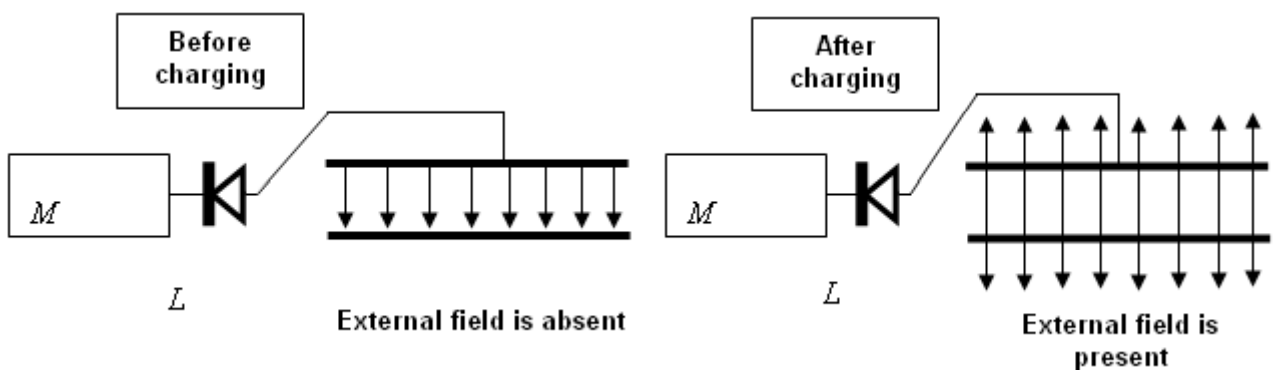 Before
charging
M
L
External field is absent
After
charging
M
L
External field is
present